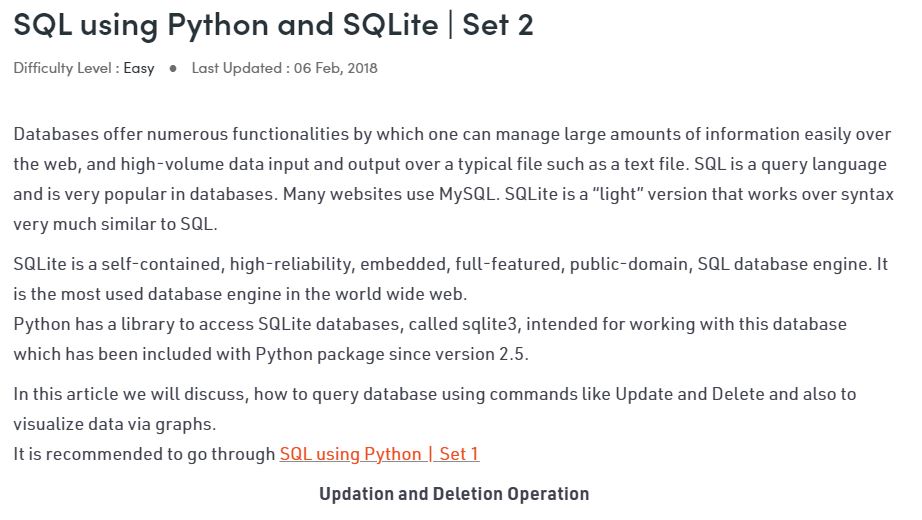 SQL using Python and SQLite | Set 2
Difficulty Level : Easy ● Last Updated : 06 Feb, 2018
Databases offer numerous functionalities by which one can manage large amounts of information easily over
the web, and high-volume data input and output over a typical file such as a text file. SQL is a query language
and is very popular in databases. Many websites use MySQL. SQLite is a “light” version that works over syntax
very much similar to SQL.
SQLite is a self-contained, high-reliability, embedded, full-featured, public-domain, SQL database engine. It
is the most used database engine in the world wide web.
Python has a library to access SQLite databases, called sqlite3, intended for working with this database
which has been included with Python package since version 2.5.
In this article we will discuss, how to query database using commands like Update and Delete and also to
visualize data via graphs.
It is recommended to go through SQL using Python | Set 1
Updation and Deletion Operation